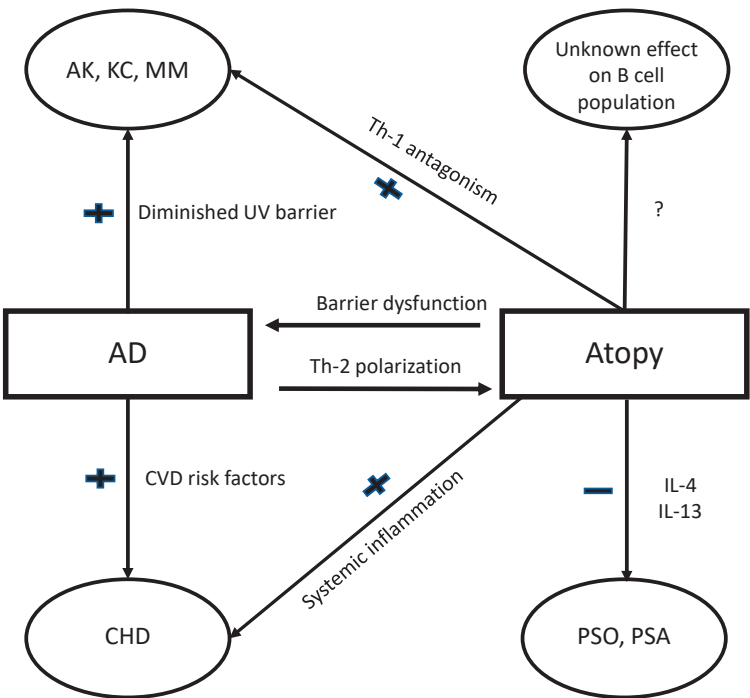 AK, KC, MM
Unknown effect
on B cell
population
Th-1 antagonism
+
+
Diminished UV barrier
?
Barrier dysfunction
AD
Atopy
Th-2 polarization
+
CVD risk factors
+
Systemic inflammation
−
IL-4
IL-13
CHD
PSO, PSA